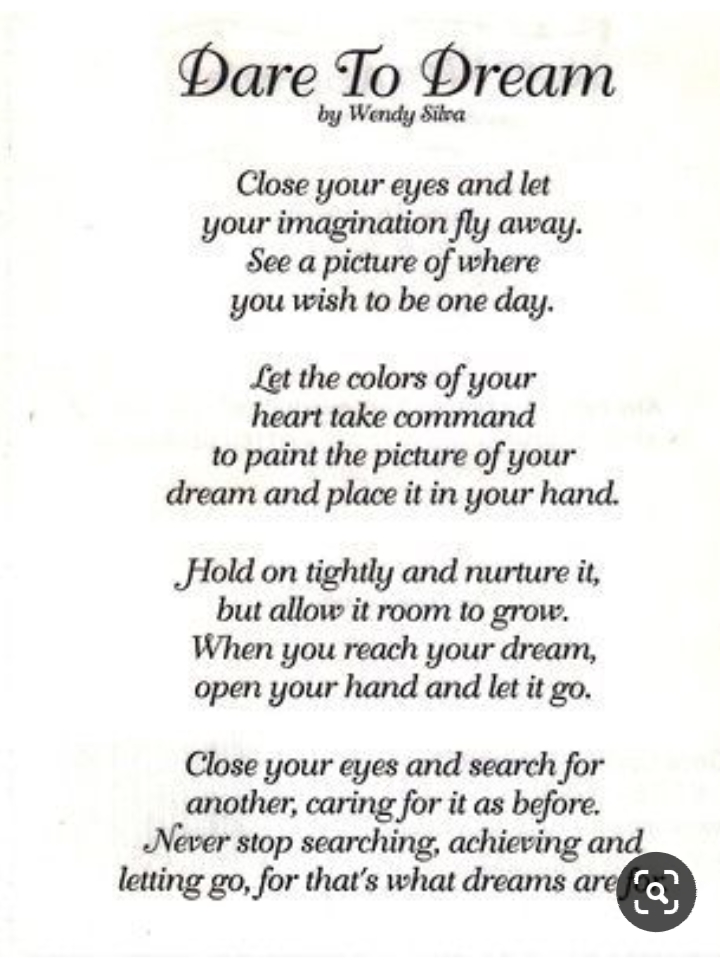 Dare To Dream
by Wendy Silva
Close your eyes and let
your imagination fly away.
See a picture of where
you wish to be one day.
Let the colors of your
heart take command
to paint the picture of your
dream and place it in your hand.
Hold on tightly and nurture it,
but allow it room to grow.
When you reach your dream,
open your hand and let it go.
Close your eyes and search for
another, caring for it as before.
Never stop searching, achieving and
letting go, for that's what dreams are for.